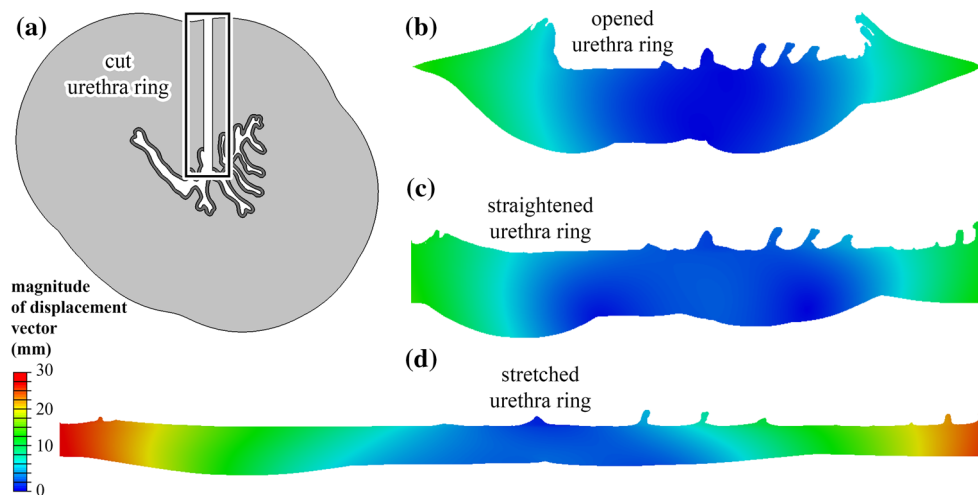 (a)
cut
urethra ring
(b)
opened
urethra ring
(c)
straightened
urethra ring
magnitude
of displacement
vector
(mm)
30
20
10
0
(d)
stretched
urethra ring